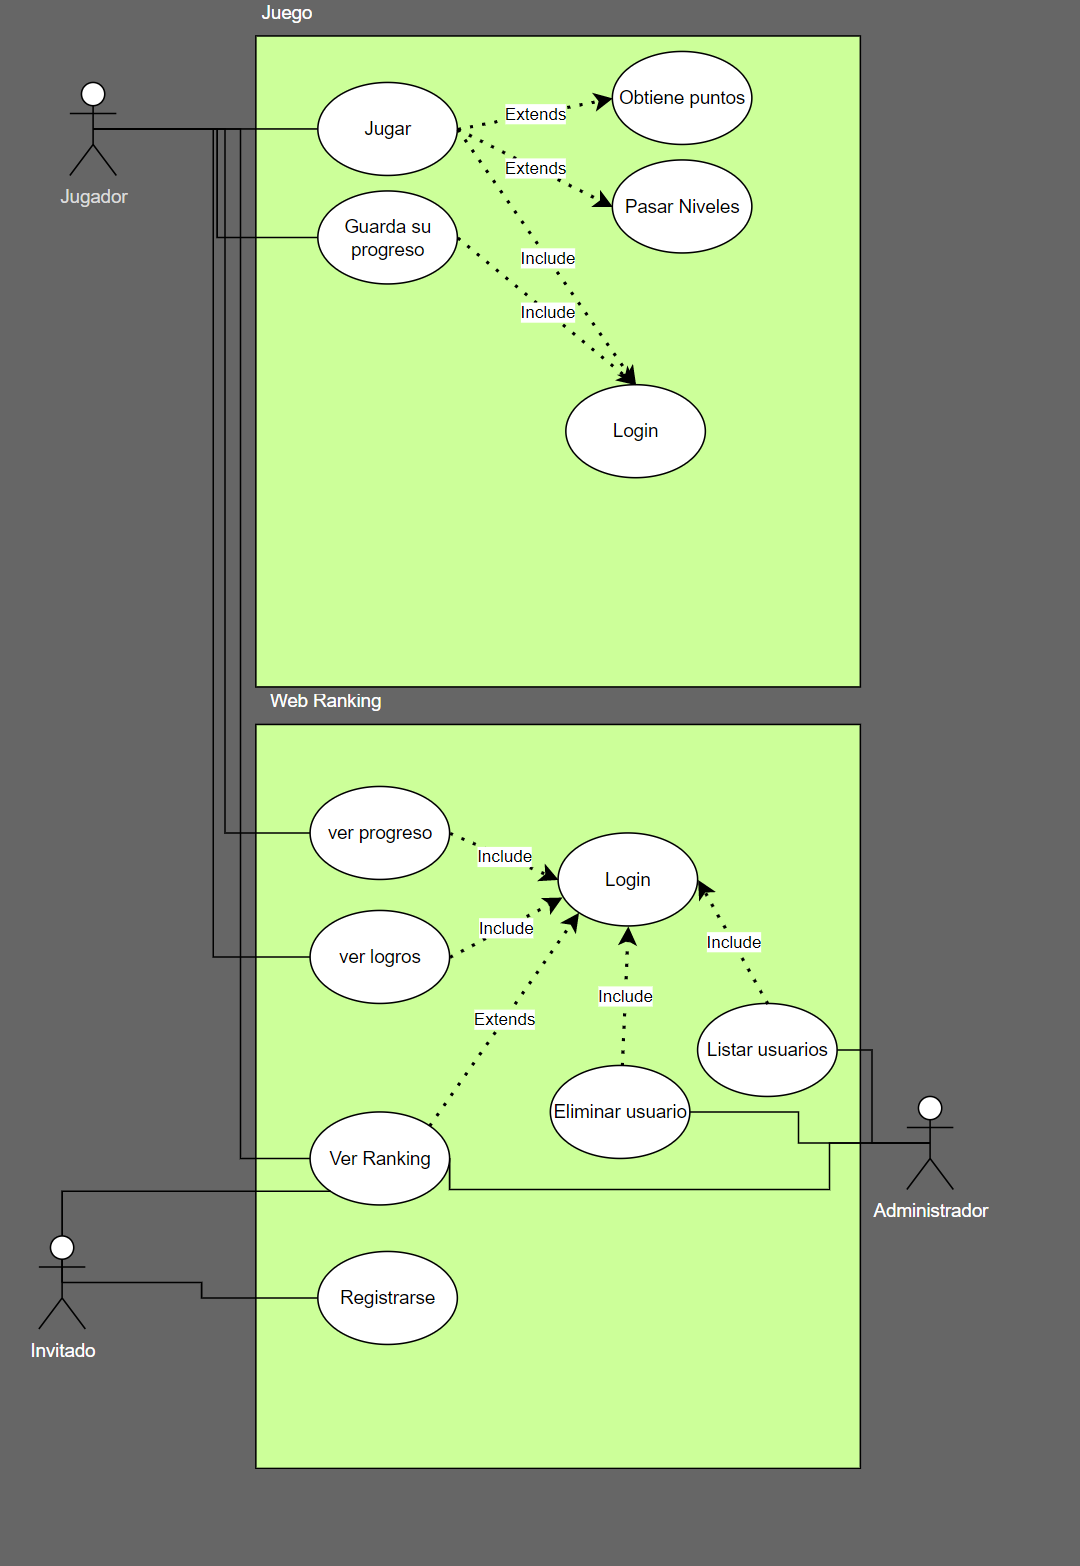 Juego
Jugador
Jugar
Extends
Obtiene puntos
Extends
Pasar Niveles
Guarda su
progreso
Include
Include
Login
Web Ranking
ver progreso
Include
Login
ver logros
Include
Include
Extends
Include
Listar usuarios
Eliminar usuario
Ver Ranking
Administrador
Registrarse
Invitado